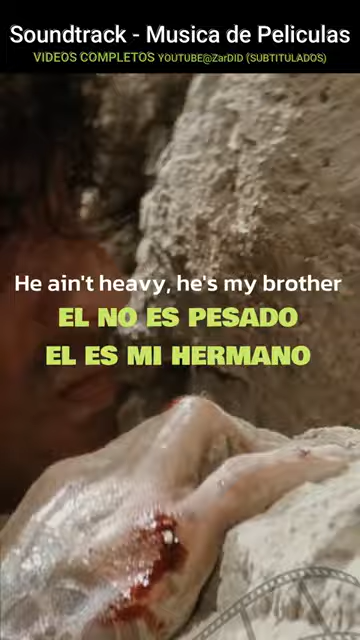 Soundtrack - Musica de Peliculas
VIDEOS COMPLETOS YOUTUBE@ZarDID (SUBTITULADOS)
He ain't heavy, he's my brother
EL NO ES PESADO
EL ES MI HERMANO